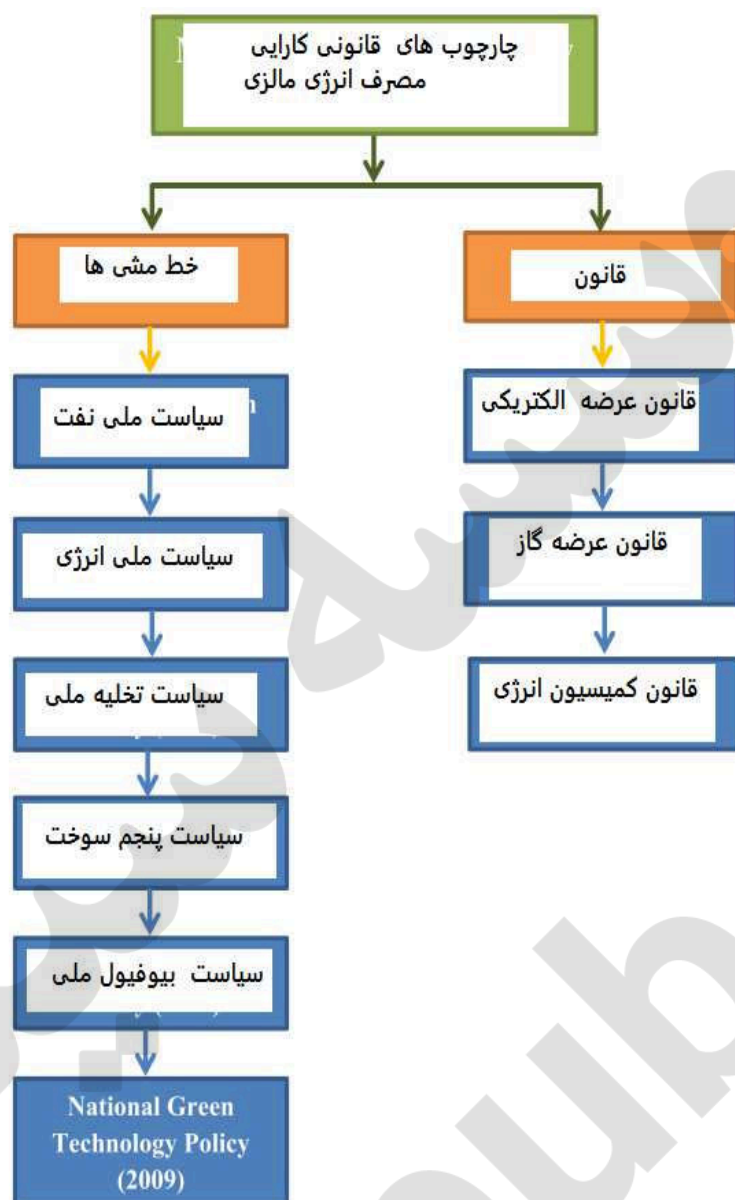 چارچوب های قانونی کارایی
مصرف انرژی مالزی
خط مشی ها
قانون
سیاست ملی نفت
قانون عرضه الکتریکی
سیاست ملی انرژی
قانون عرضه گاز
سیاست تخلیه ملی
قانون کمیسیون انرژی
سیاست پنجم سوخت
سیاست بیوفیول ملی
National Green
Technology Policy
(2009)